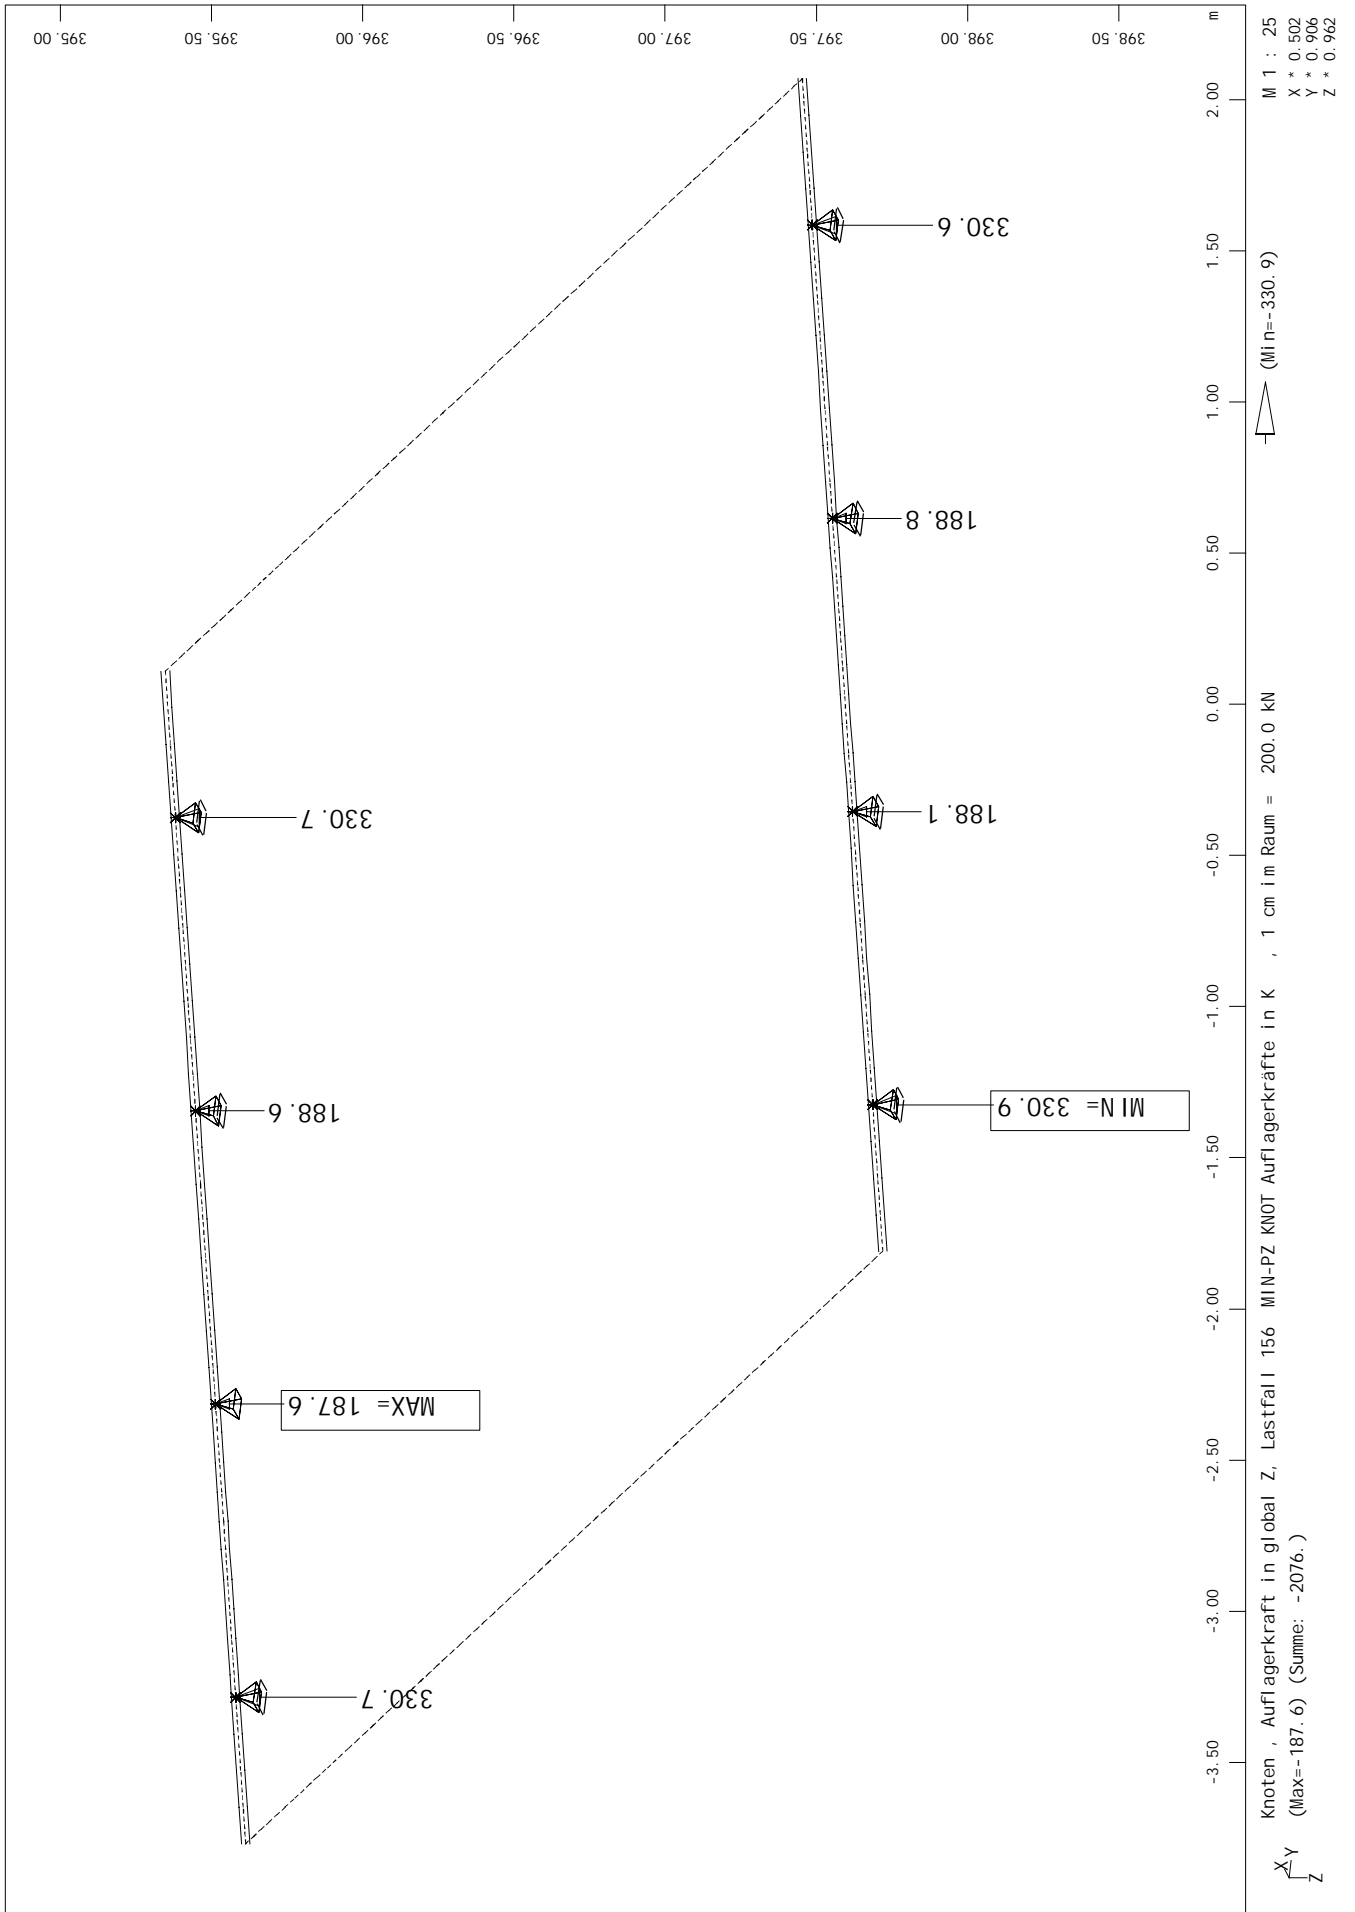 395.00
395.50
396.00
396.50
397.00
397.50
398.00
398.50
m
2.00
1.50
1.00
0.50
0.00
-0.50
-1.00
-1.50
-2.00
-2.50
-3.00
-3.50
330.6
188.8
188.1
MIN= 330.9
330.7
188.6
MAX= 187.6
330.7
Knoten , Auflagerkraft in global Z, Lastfall 156 MIN-PZ KNOT Auflagerkräfte in K , 1 cm im Raum = 200.0 kN (Min=-330.9)
(Max=-187.6) (Summe: -2076.)
M 1 : 25
X * 0.502
Y * 0.906
Z * 0.962
X
Y
Z